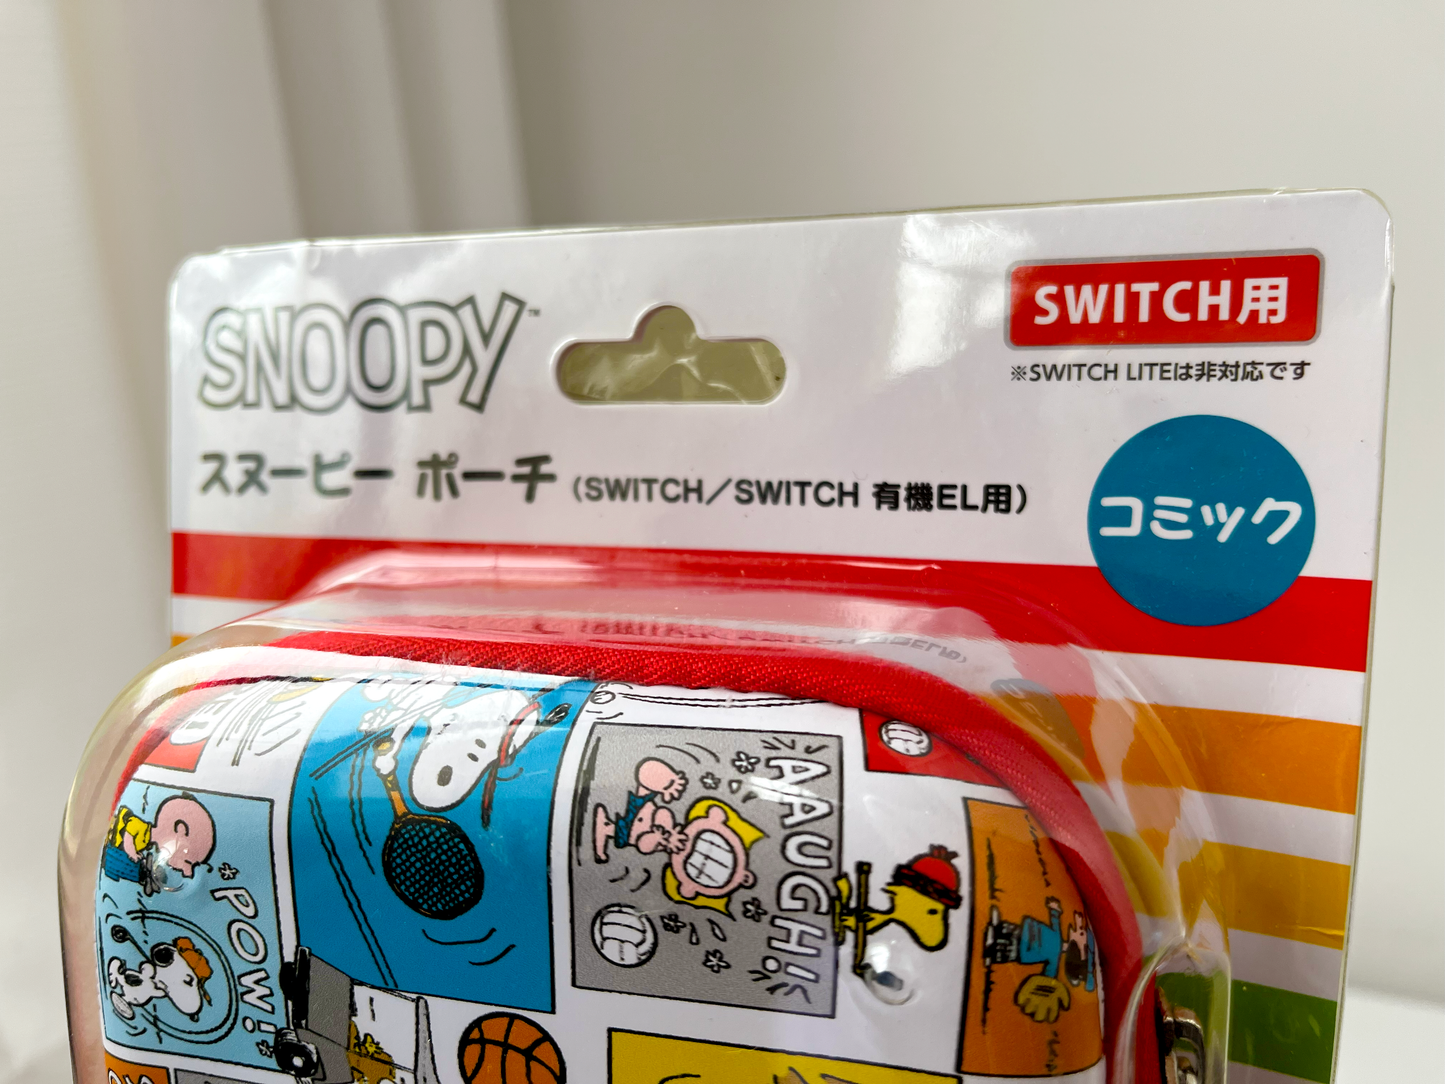 SNOOPY™
SWITCH用
※SWITCH LITEは非対応です
スヌーピー ポーチ (SWITCH／SWITCH 有機EL用)
コミック
AAUGH!!
POW!